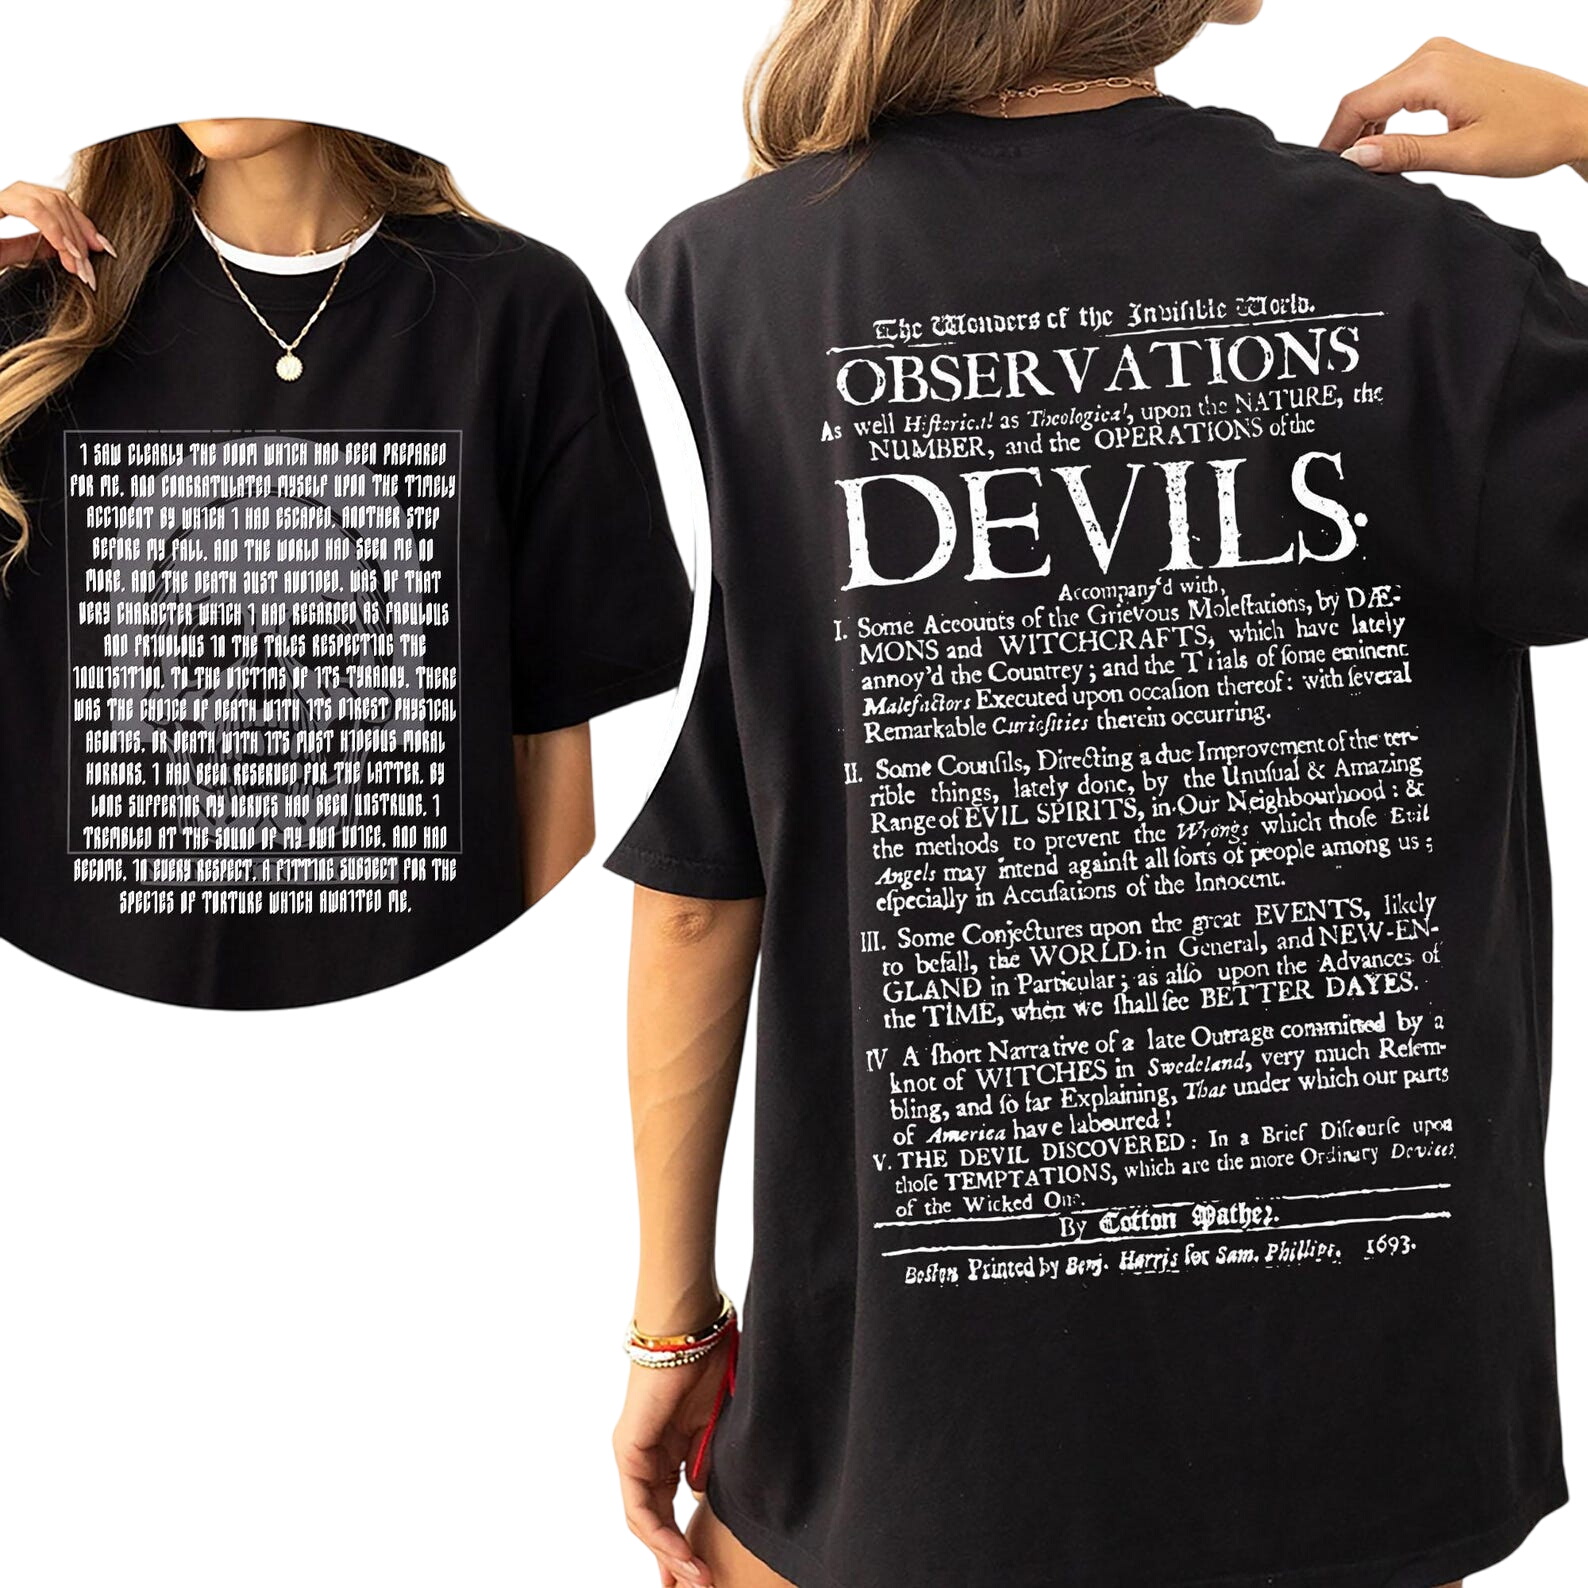 I SAW CLEARLY THE DOOM WHICH HAD BEEN PREPARED
FOR ME, AND CONGRATULATED MYSELF UPON THE TIMELY
ACCIDENT BY WHICH I HAD ESCAPED. ANOTHER STEP
BEFORE MY FALL, AND THE WORLD HAD SEEN ME NO
MORE. AND THE DEATH JUST AVOIDED, WAS OF THAT
VERY CHARACTER WHICH I HAD REGARDED AS FABULOUS
AND FRIVOLOUS IN THE TALES RESPECTING THE
INQUISITION. TO THE VICTIMS OF ITS TYRANNY, THERE
WAS THE CHOICE OF DEATH WITH ITS DIREST PHYSICAL
AGONIES, OR DEATH WITH ITS MOST HIDEOUS MORAL
HORRORS. I HAD BEEN RESERVED FOR THE LATTER. BY
LONG SUFFERING MY NERVES HAD BEEN UNSTRUNG, I
TREMBLED AT THE SOUND OF MY OWN VOICE, AND HAD
BECOME, IN EVERY RESPECT, A FITTING SUBJECT FOR THE
SPECIES OF TORTURE WHICH AWAITED ME.
The Wonders of the Inviſible World.
OBSERVATIONS
As well Hiſtorical as Theological, upon the NATURE, the
NUMBER, and the OPERATIONS of the
DEVILS.
Accompany'd with,
I. Some Accounts of the Grievous Moleſtations, by DÆ-
MONS and WITCHCRAFTS, which have lately
annoy'd the Countrey; and the Trials of ſome eminent
Malefactors Executed upon occaſion thereof: with ſeveral
Remarkable Curioſities therein occurring.
II. Some Counſils, Directing a due Improvement of the ter-
rible things, lately done, by the Unuſual & Amazing
Range of EVIL SPIRITS, in Our Neighbourhood: &
the methods to prevent the Wrongs which thoſe Evil
Angels may intend againſt all ſorts of people among us;
eſpecially in Accuſations of the Innocent.
III. Some Conjectures upon the great EVENTS, likely
to befall, the WORLD in General, and NEW-EN-
GLAND in Particular; as alſo upon the Advances of
the TIME, when we ſhall ſee BETTER DAYES.
IV A ſhort Narrative of a late Outrage committed by a
knot of WITCHES in Swedeland, very much Reſem-
bling, and ſo far Explaining, That under which our parts
of America have laboured!
V. THE DEVIL DISCOVERED: In a Brief Diſcourſe upon
thoſe TEMPTATIONS, which are the more Ordinary Devices
of the Wicked One.
By Cotton Mather.
Boſton Printed by Benj. Harris for Sam. Phillips. 1693.